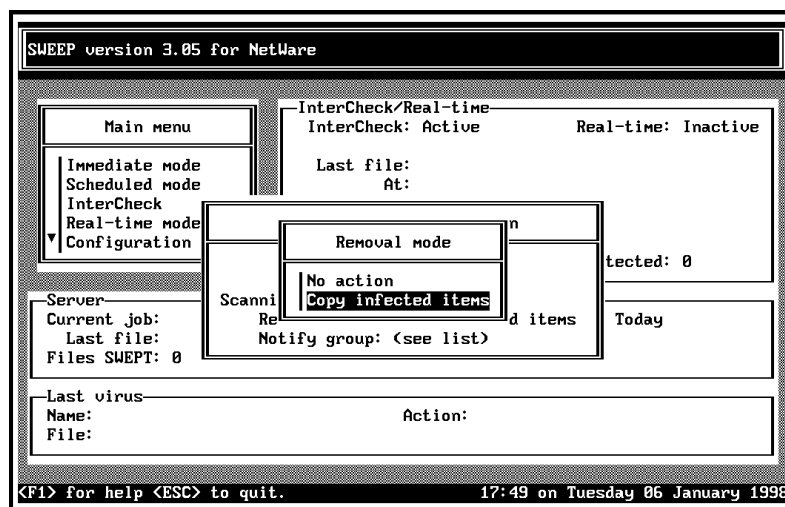 SWEEP version 3.05 for NetWare
InterCheck/Real-time
InterCheck: Active Real-time: Inactive
Last file:
At:
tected: 0
Main menu
Immediate mode
Scheduled mode
InterCheck
Real-time mode
Configuration
n
Scanni
Re d items
Notify group: (see list)
Removal mode
No action
Copy infected items
Server
Current job:
Last file:
Files SWEPT: 0
Today
Last virus
Name: Action:
File:
<F1> for help <ESC> to quit. 17:49 on Tuesday 06 January 1998